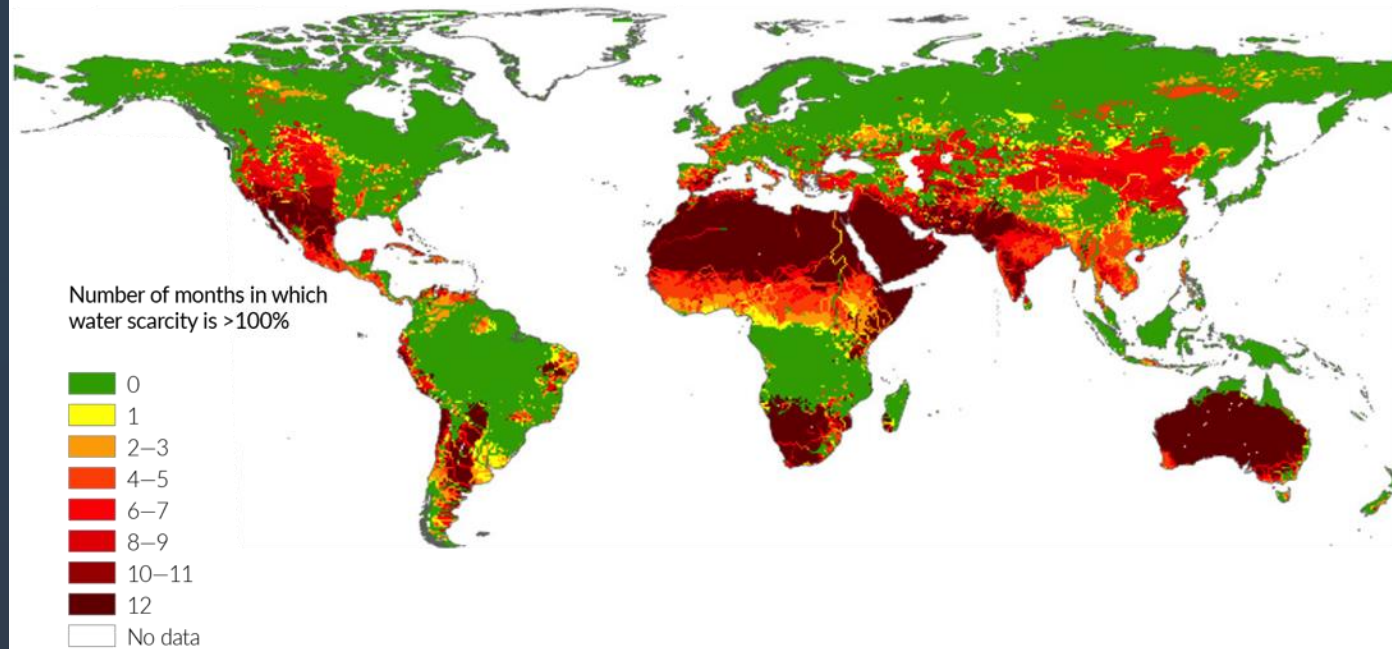 Number of months in which
water scarcity is >100%
0
1
2–3
4–5
6–7
8–9
10–11
12
No data